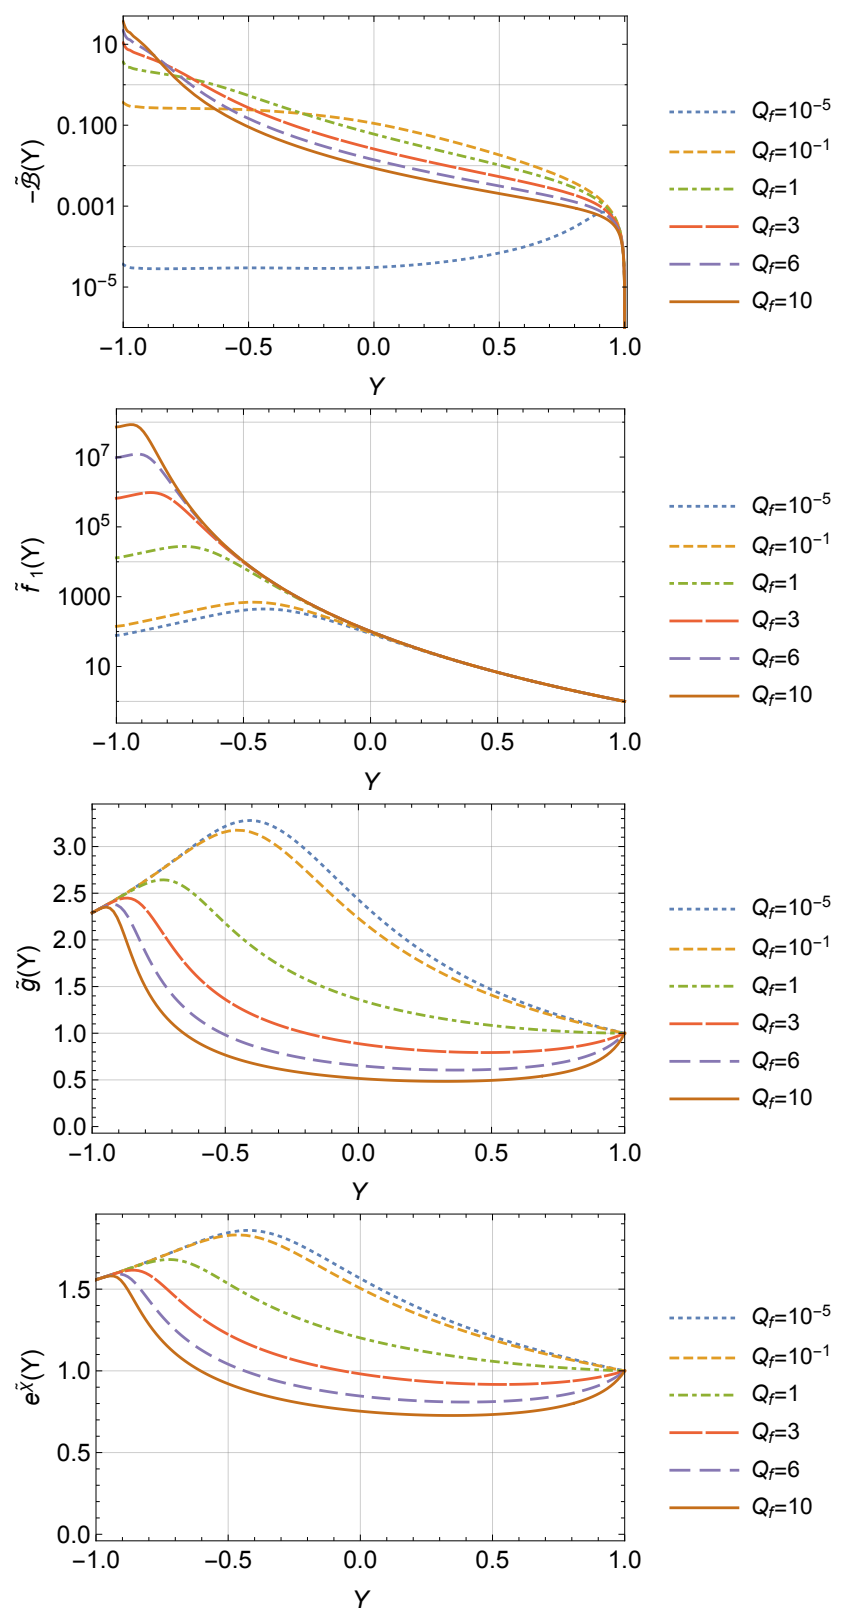 10
0.100
0.001
10⁻⁵
−ℬ̃(Y)
−1.0 −0.5 0.0 0.5 1.0
Y
Q_f=10⁻⁵
Q_f=10⁻¹
Q_f=1
Q_f=3
Q_f=6
Q_f=10
10⁷
10⁵
1000
10
f̃ ₁(Y)
−1.0 −0.5 0.0 0.5 1.0
Y
Q_f=10⁻⁵
Q_f=10⁻¹
Q_f=1
Q_f=3
Q_f=6
Q_f=10
3.0
2.5
2.0
1.5
1.0
0.5
0.0
g̃(Y)
−1.0 −0.5 0.0 0.5 1.0
Y
Q_f=10⁻⁵
Q_f=10⁻¹
Q_f=1
Q_f=3
Q_f=6
Q_f=10
1.5
1.0
0.5
0.0
e^χ̃(Y)
−1.0 −0.5 0.0 0.5 1.0
Y
Q_f=10⁻⁵
Q_f=10⁻¹
Q_f=1
Q_f=3
Q_f=6
Q_f=10